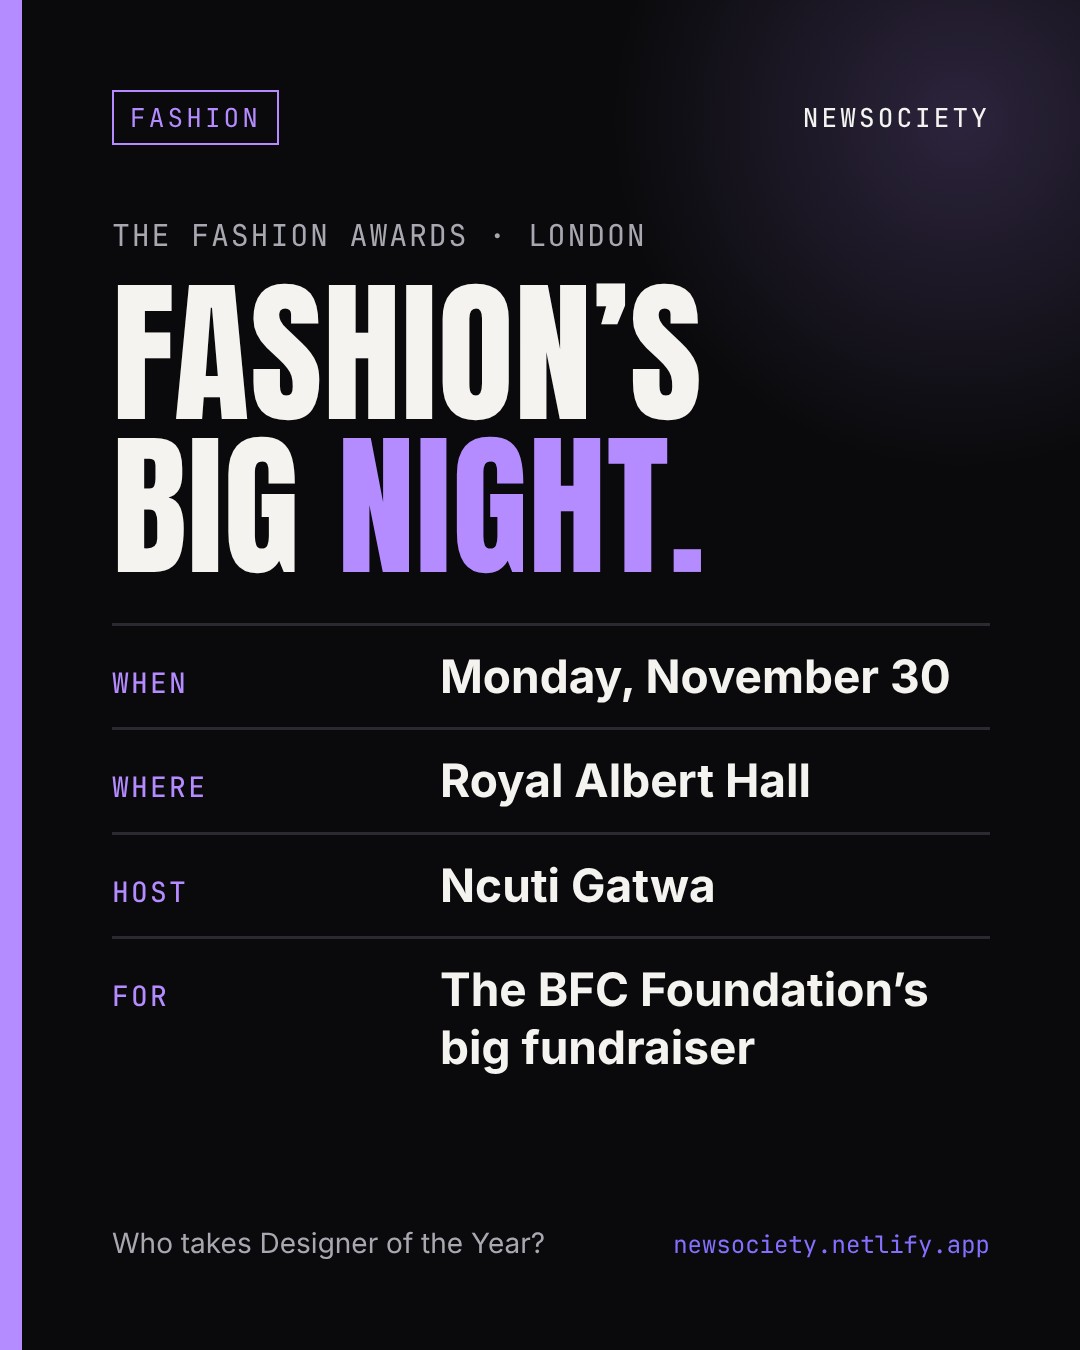 FASHION
NEWSOCIETY
THE FASHION AWARDS · LONDON
FASHION’S
BIG NIGHT.
WHEN
Monday, November 30
WHERE
Royal Albert Hall
HOST
Ncuti Gatwa
FOR
The BFC Foundation’s
big fundraiser
Who takes Designer of the Year?
newsociety.netlify.app